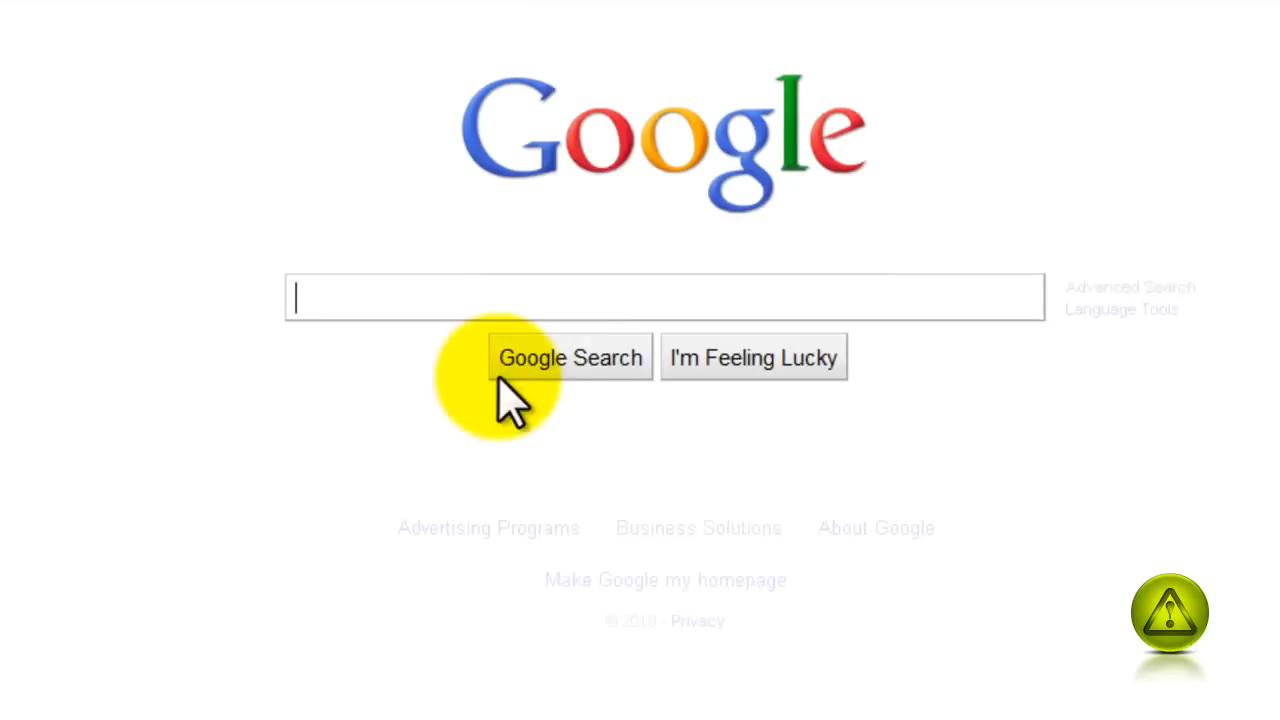 Google
Advanced Search
Language Tools
Google Search I'm Feeling Lucky
Advertising Programs Business Solutions About Google
Make Google my homepage
© 2010 - Privacy